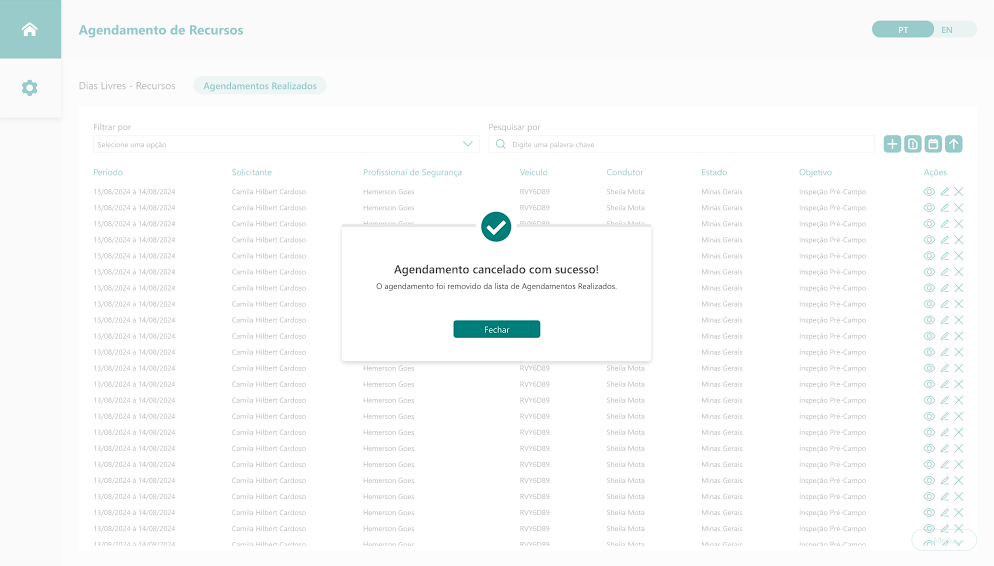 Agendamento de Recursos
PT EN
Dias Livres - Recursos Agendamentos Realizados
Filtrar por Pesquisar por
Selecione uma opção Digite uma palavra-chave
Período Solicitante Profissional de Segurança Veículo Condutor Estado Objetivo Ações
13/08/2024 à 14/08/2024 Camila Hilbert Cardoso Hemerson Goes RVY6D89 Sheila Mota Minas Gerais Inspeção Pré-Campo
13/08/2024 à 14/08/2024 Camila Hilbert Cardoso Hemerson Goes RVY6D89 Sheila Mota Minas Gerais Inspeção Pré-Campo
13/08/2024 à 14/08/2024 Camila Hilbert Cardoso Hemerson Goes RVY6D89 Sheila Mota Minas Gerais Inspeção Pré-Campo
13/08/2024 à 14/08/2024 Camila Hilbert Cardoso Minas Gerais Inspeção Pré-Campo
13/08/2024 à 14/08/2024 Camila Hilbert Cardoso Minas Gerais Inspeção Pré-Campo
13/08/2024 à 14/08/2024 Camila Hilbert Cardoso Minas Gerais Inspeção Pré-Campo
13/08/2024 à 14/08/2024 Camila Hilbert Cardoso Minas Gerais Inspeção Pré-Campo
13/08/2024 à 14/08/2024 Camila Hilbert Cardoso Minas Gerais Inspeção Pré-Campo
13/08/2024 à 14/08/2024 Camila Hilbert Cardoso Minas Gerais Inspeção Pré-Campo
13/08/2024 à 14/08/2024 Camila Hilbert Cardoso Minas Gerais Inspeção Pré-Campo
13/08/2024 à 14/08/2024 Camila Hilbert Cardoso Minas Gerais Inspeção Pré-Campo
Agendamento cancelado com sucesso!
O agendamento foi removido da lista de Agendamentos Realizados.
Fechar
13/08/2024 à 14/08/2024 Camila Hilbert Cardoso Hemerson Goes RVY6D89 Sheila Mota Minas Gerais Inspeção Pré-Campo
13/08/2024 à 14/08/2024 Camila Hilbert Cardoso Hemerson Goes RVY6D89 Sheila Mota Minas Gerais Inspeção Pré-Campo
13/08/2024 à 14/08/2024 Camila Hilbert Cardoso Hemerson Goes RVY6D89 Sheila Mota Minas Gerais Inspeção Pré-Campo
13/08/2024 à 14/08/2024 Camila Hilbert Cardoso Hemerson Goes RVY6D89 Sheila Mota Minas Gerais Inspeção Pré-Campo
13/08/2024 à 14/08/2024 Camila Hilbert Cardoso Hemerson Goes RVY6D89 Sheila Mota Minas Gerais Inspeção Pré-Campo
13/08/2024 à 14/08/2024 Camila Hilbert Cardoso Hemerson Goes RVY6D89 Sheila Mota Minas Gerais Inspeção Pré-Campo
13/08/2024 à 14/08/2024 Camila Hilbert Cardoso Hemerson Goes RVY6D89 Sheila Mota Minas Gerais Inspeção Pré-Campo
13/08/2024 à 14/08/2024 Camila Hilbert Cardoso Hemerson Goes RVY6D89 Sheila Mota Minas Gerais Inspeção Pré-Campo
13/08/2024 à 14/08/2024 Camila Hilbert Cardoso Hemerson Goes RVY6D89 Sheila Mota Minas Gerais Inspeção Pré-Campo
13/08/2024 à 14/08/2024 Camila Hilbert Cardoso Hemerson Goes RVY6D89 Sheila Mota Minas Gerais Inspeção Pré-Campo
13/08/2024 à 14/08/2024 Camila Hilbert Cardoso Hemerson Goes RVY6D89 Sheila Mota Minas Gerais Inspeção Pré-Campo
13/08/2024 à 14/08/2024 Camila Hilbert Cardoso Hemerson Goes RVY6D89 Sheila Mota Minas Gerais Inspeção Pré-Campo